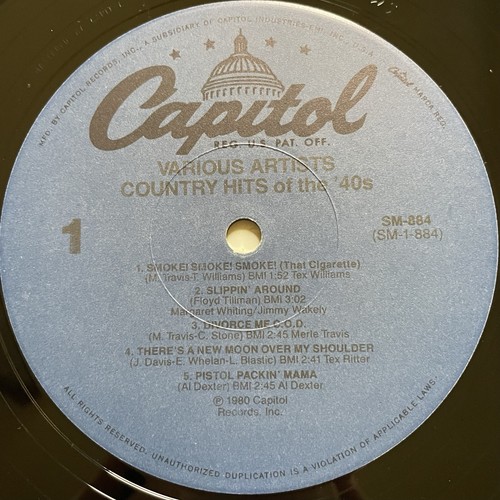 MFD. BY CAPITOL RECORDS, INC., A SUBSIDIARY OF CAPITOL INDUSTRIES-EMI, INC., U.S.A.
Capitol MARCA REG.
Capitol
REG. U.S. PAT. OFF.
VARIOUS ARTISTS
COUNTRY HITS of the '40s
1
SM-884
(SM-1-884)
1. SMOKE! SMOKE! SMOKE! (That Cigarette)
(M. Travis-T. Williams) BMI 1:52 Tex Williams
2. SLIPPIN' AROUND
(Floyd Tillman) BMI 3:02
Margaret Whiting/Jimmy Wakely
3. DIVORCE ME C.O.D.
(M. Travis-C. Stone) BMI 2:45 Merle Travis
4. THERE'S A NEW MOON OVER MY SHOULDER
(J. Davis-E. Whelan-L. Blastic) BMI 2:41 Tex Ritter
5. PISTOL PACKIN' MAMA
(Al Dexter) BMI 2:45 Al Dexter
℗ 1980 Capitol
Records, Inc.
ALL RIGHTS RESERVED. UNAUTHORIZED DUPLICATION IS A VIOLATION OF APPLICABLE LAWS.